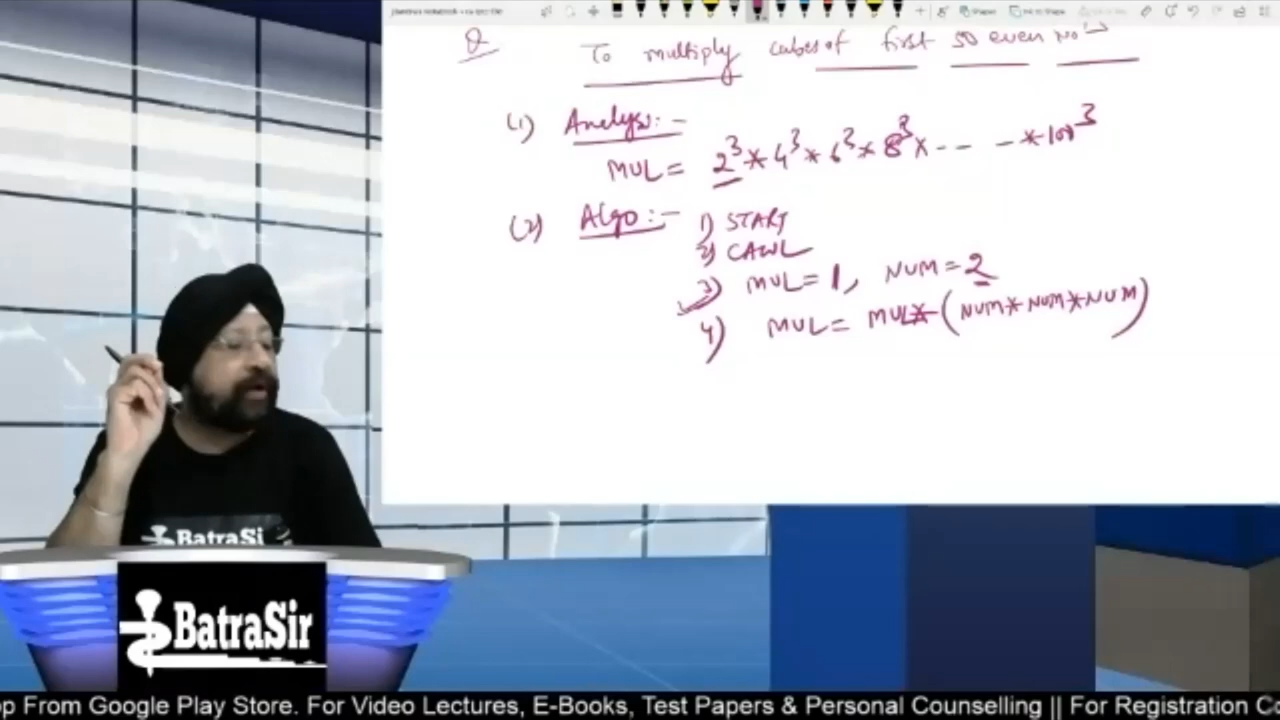 Q To multiply cubes of first 50 even No's
(1) Analysis:-
MUL = 2³ * 4³ * 6³ * 8³ * - - - * 100³
(2) Algo:- 1) START
2) CAWL
3) MUL = 1, NUM = 2
4) MUL = MUL* (NUM * NUM * NUM)
BatraSi
BatraSir
p From Google Play Store. For Video Lectures, E-Books, Test Papers & Personal Counselling || For Registration Co